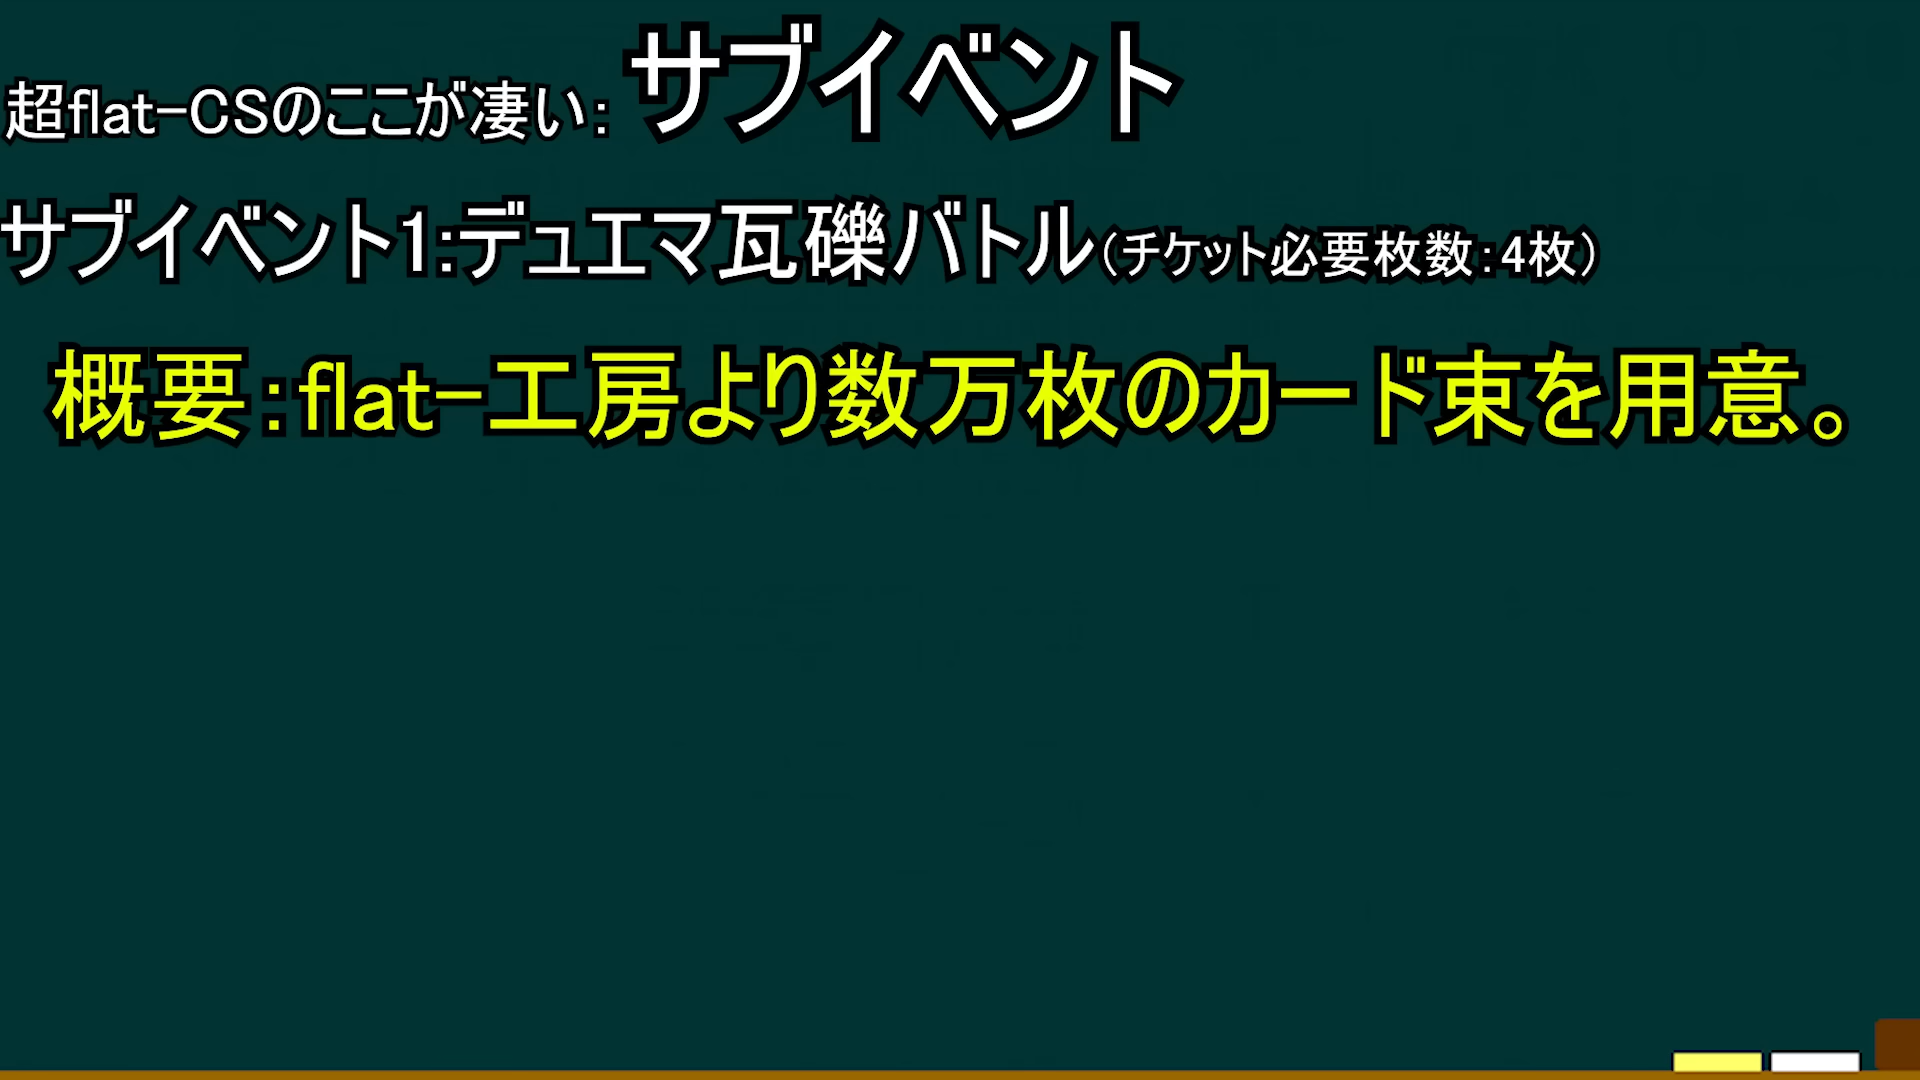 超flat-CSのここが凄い：サブイベント
サブイベント1:デュエマ瓦礫バトル（チケット必要枚数：4枚）
概要：flat-工房より数万枚のカード束を用意。